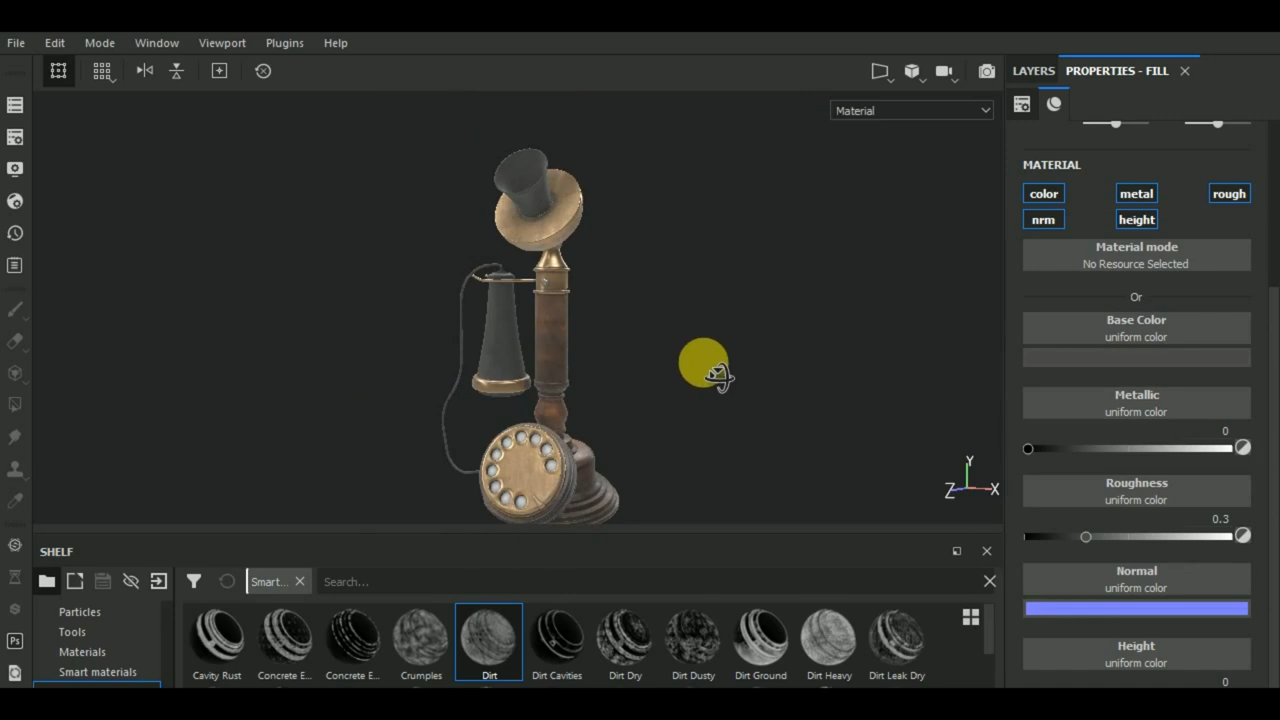 File Edit Mode Window Viewport Plugins Help
LAYERS PROPERTIES - FILL
Material
MATERIAL
color metal rough
nrm height
Material mode
No Resource Selected
Or
Base Color
uniform color
Metallic
uniform color
0
Roughness
uniform color
0.3
Normal
uniform color
Height
uniform color
0
Y
Z X
SHELF
Smart... Search...
Particles
Tools
Materials
Smart materials
Ps
Cavity Rust Concrete E... Concrete E... Crumples Dirt Dirt Cavities Dirt Dry Dirt Dusty Dirt Ground Dirt Heavy Dirt Leak Dry